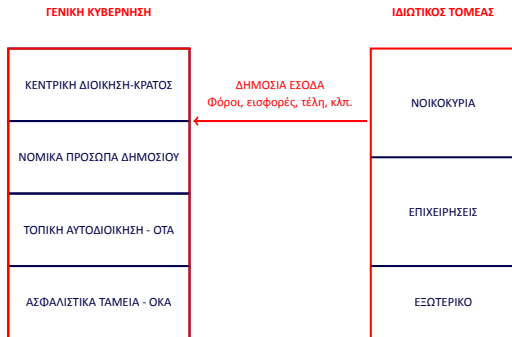 ΓΕΝΙΚΗ ΚΥΒΕΡΝΗΣΗ
ΙΔΙΩΤΙΚΟΣ ΤΟΜΕΑΣ
ΚΕΝΤΡΙΚΗ ΔΙΟΙΚΗΣΗ-ΚΡΑΤΟΣ
ΔΗΜΟΣΙΑ ΕΣΟΔΑ
Φόροι, εισφορές, τέλη, κλπ.
ΝΟΙΚΟΚΥΡΙΑ
ΝΟΜΙΚΑ ΠΡΟΣΩΠΑ ΔΗΜΟΣΙΟΥ
ΕΠΙΧΕΙΡΗΣΕΙΣ
ΤΟΠΙΚΗ ΑΥΤΟΔΙΟΙΚΗΣΗ - ΟΤΑ
ΑΣΦΑΛΙΣΤΙΚΑ ΤΑΜΕΙΑ - ΟΚΑ
ΕΞΩΤΕΡΙΚΟ